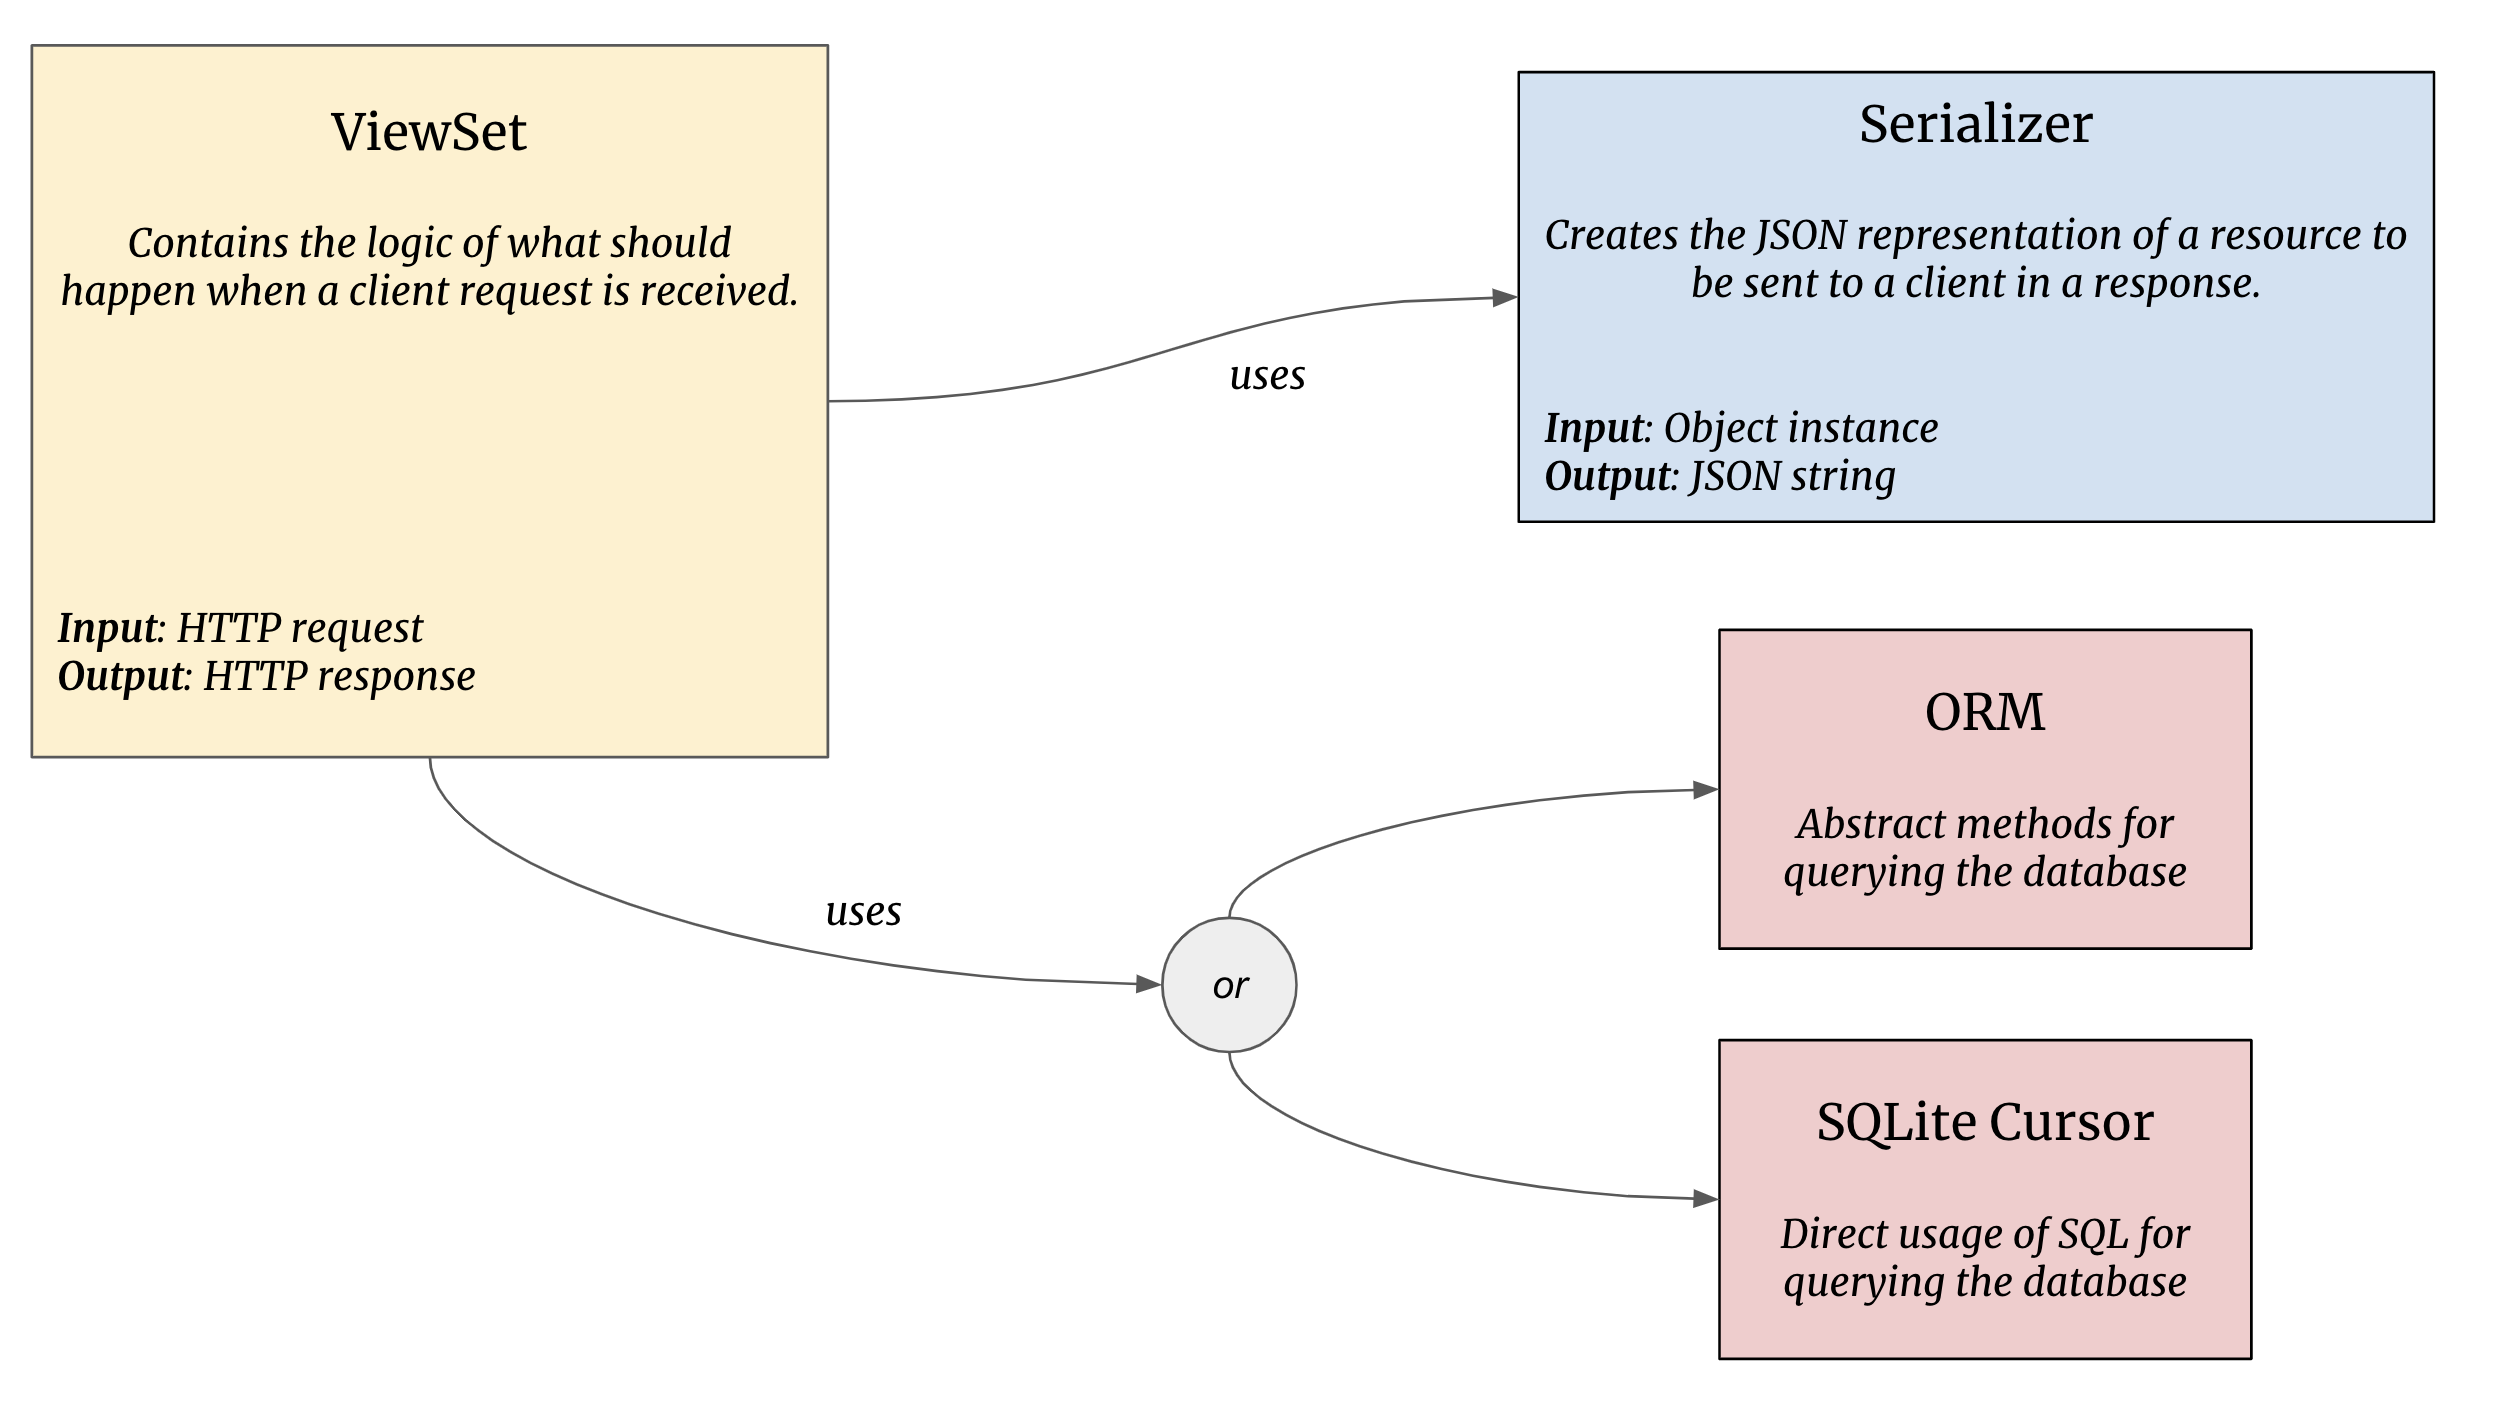 ViewSet
Contains the logic of what should
happen when a client request is received.
Input: HTTP request
Output: HTTP response
uses
Serializer
Creates the JSON representation of a resource to
be sent to a client in a response.
Input: Object instance
Output: JSON string
uses
or
ORM
Abstract methods for
querying the database
SQLite Cursor
Direct usage of SQL for
querying the database